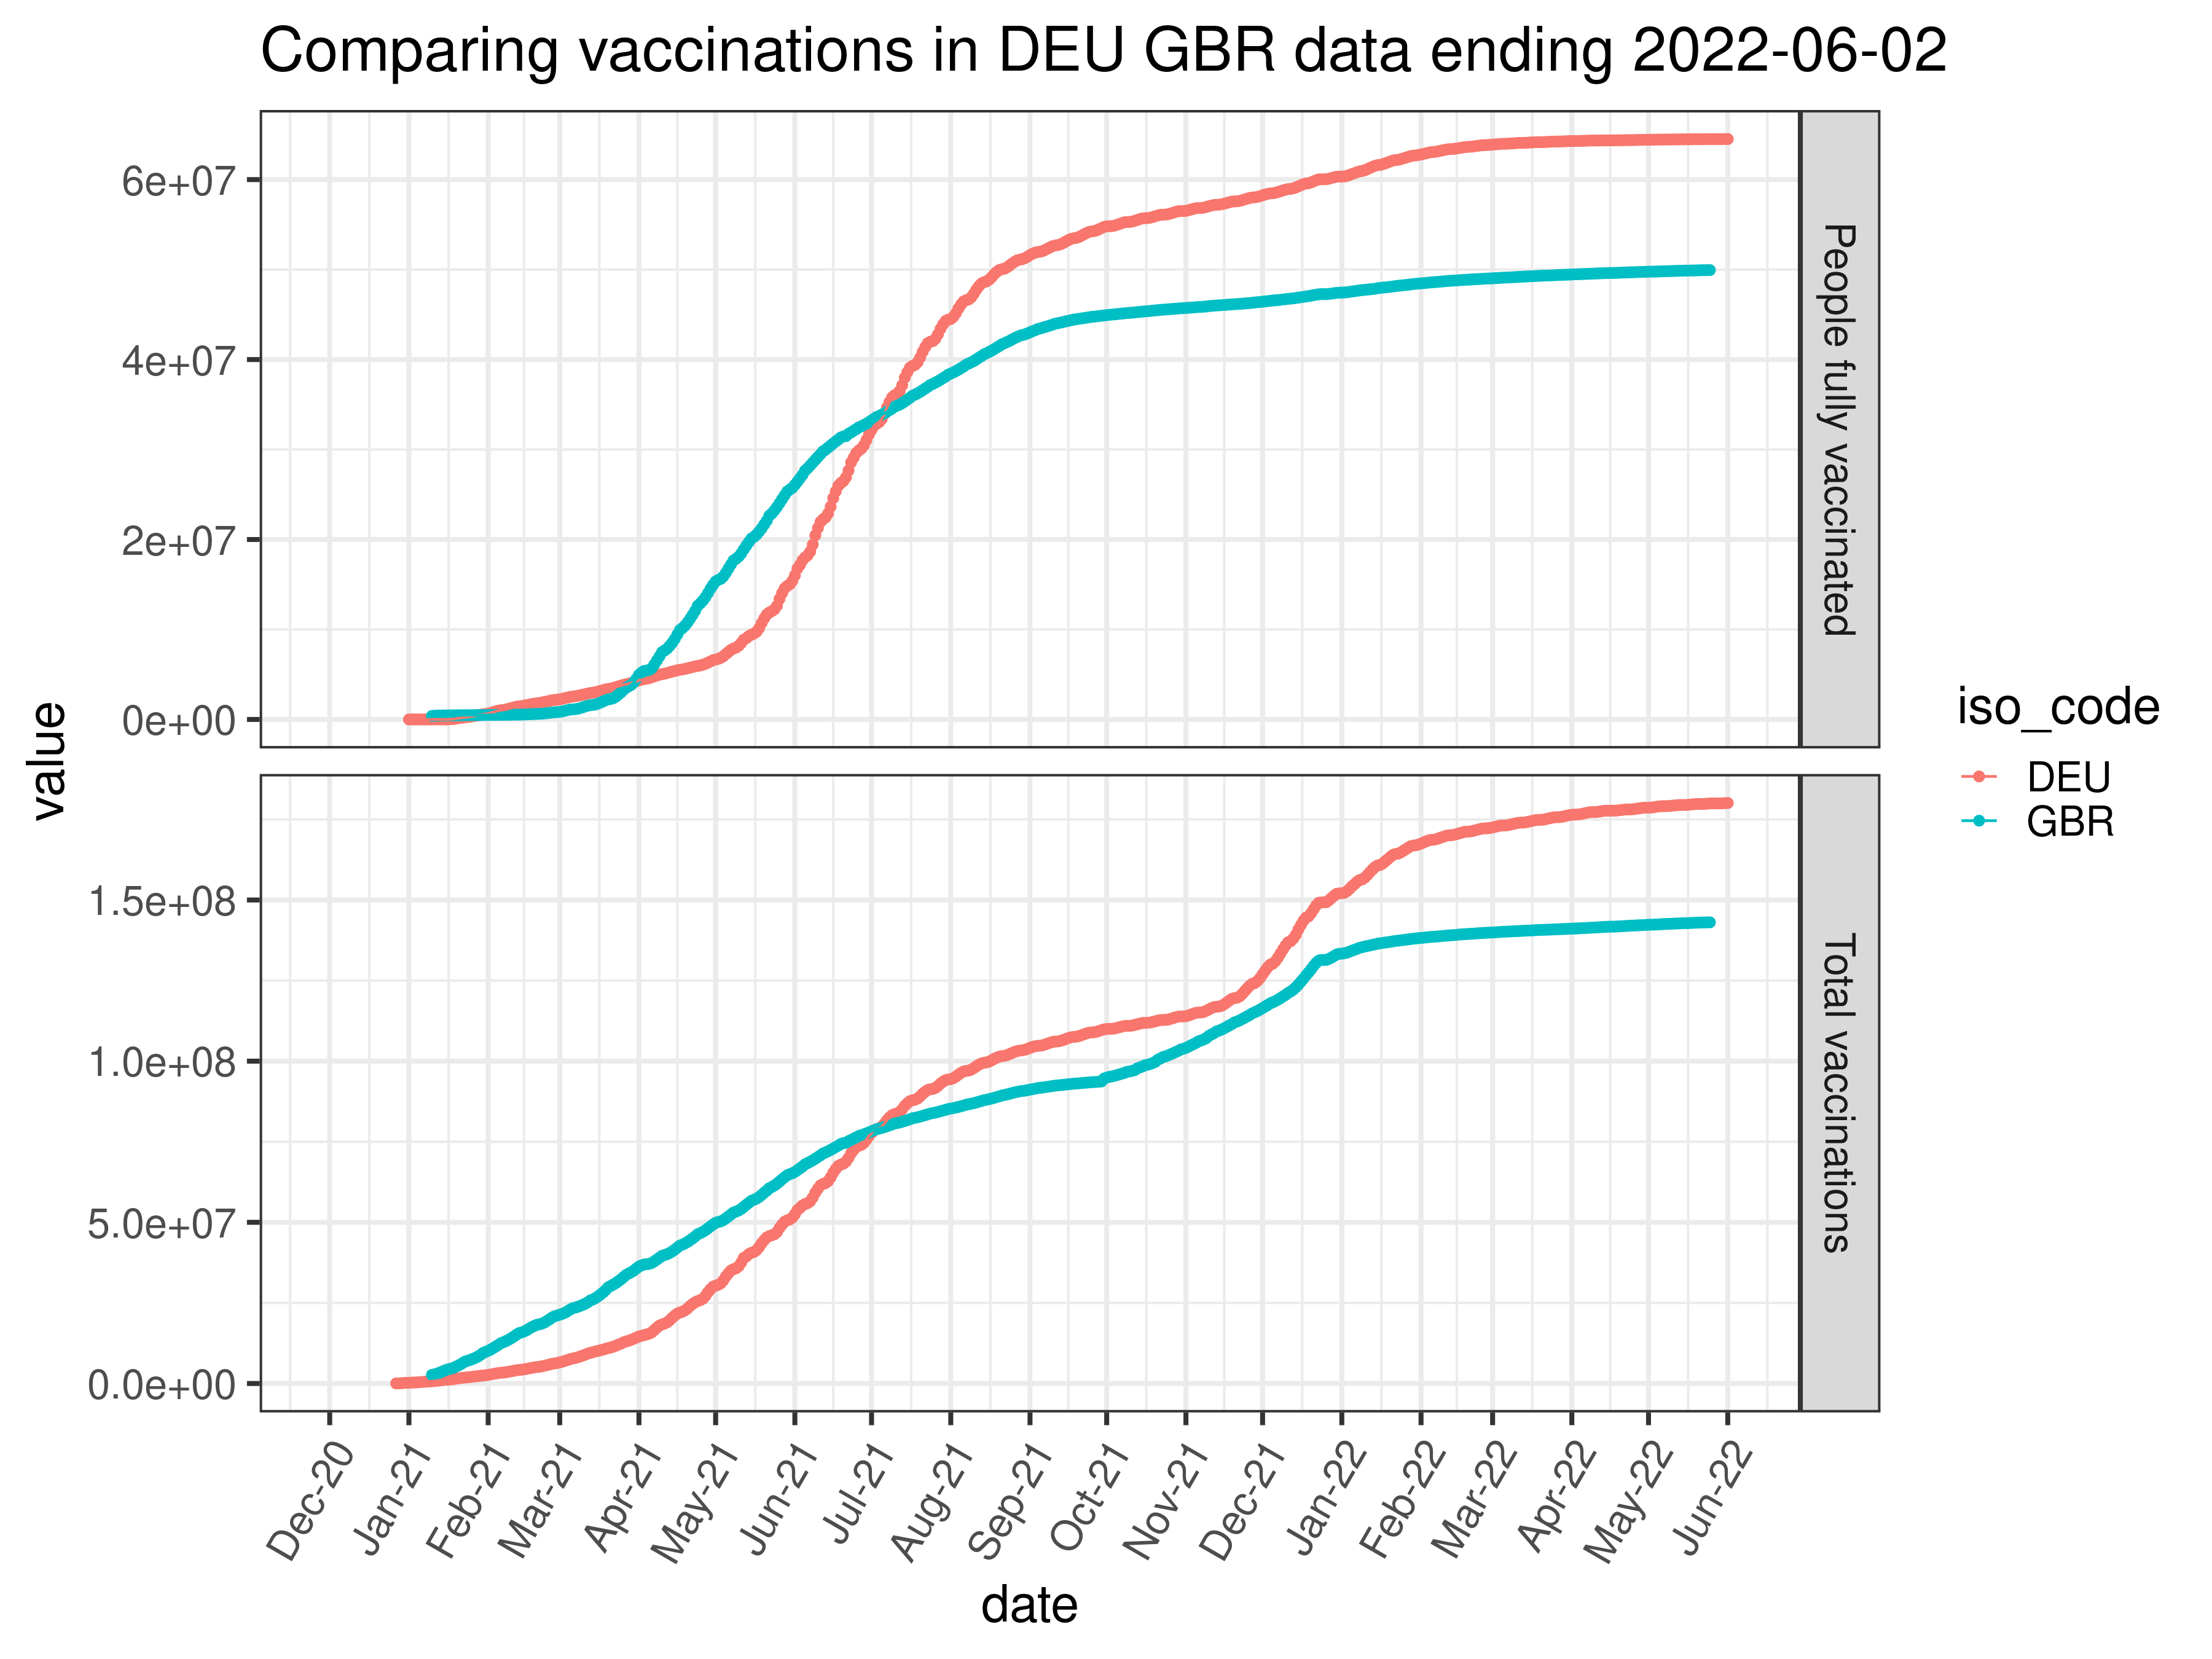 Comparing vaccinations in DEU GBR data ending 2022-06-02
value
6e+07
4e+07
2e+07
0e+00
People fully vaccinated
1.5e+08
1.0e+08
5.0e+07
0.0e+00
Total vaccinations
Dec-20
Jan-21
Feb-21
Mar-21
Apr-21
May-21
Jun-21
Jul-21
Aug-21
Sep-21
Oct-21
Nov-21
Dec-21
Jan-22
Feb-22
Mar-22
Apr-22
May-22
Jun-22
date
iso_code
DEU
GBR